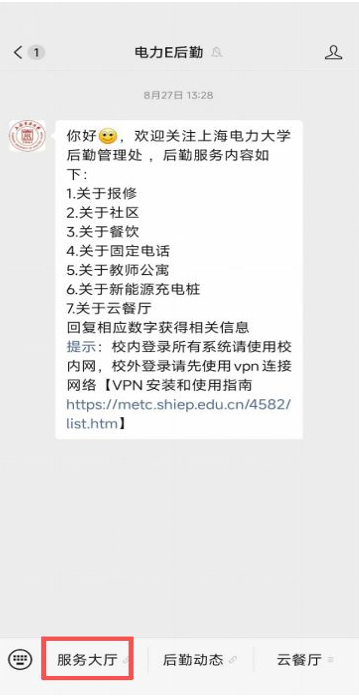 1
电力E后勤
8月27日 13:28
你好，欢迎关注上海电力大学
后勤管理处 ，后勤服务内容如
下：
1.关于报修
2.关于社区
3.关于餐饮
4.关于固定电话
5.关于教师公寓
6.关于新能源充电桩
7.关于云餐厅
回复相应数字获得相关信息
提示：校内登录所有系统请使用校
内网，校外登录请先使用vpn连接
网络【VPN安装和使用指南
https://metc.shiep.edu.cn/4582/
list.htm】
服务大厅
后勤动态
云餐厅